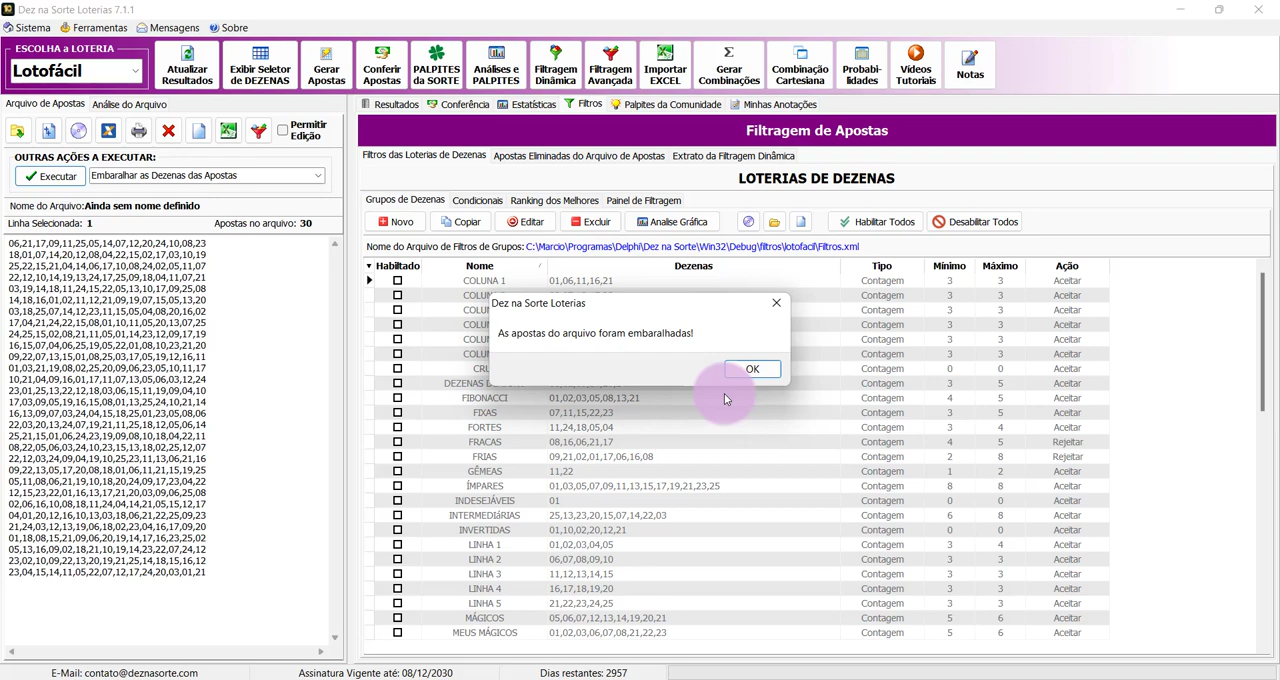 Dez na Sorte Loterias 7.1.1
Sistema Ferramentas Mensagens Sobre
ESCOLHA a LOTERIA
Lotofácil
Atualizar Resultados
Exibir Seletor de DEZENAS
Gerar Apostas
Conferir Apostas
PALPITES da SORTE
Análises e PALPITES
Filtragem Dinâmica
Filtragem Avançada
Importar EXCEL
Gerar Combinações
Combinação Cartesiana
Probabi-lidades
Vídeos Tutoriais
Notas
Arquivo de Apostas Análise do Arquivo
Permitir Edição
OUTRAS AÇÕES A EXECUTAR:
Executar Embaralhar as Dezenas das Apostas
Nome do Arquivo:Ainda sem nome definido
Linha Selecionada: 1 Apostas no arquivo: 30
06,21,17,09,11,25,05,14,07,12,20,24,10,08,23
18,01,07,14,20,12,08,04,22,15,02,17,03,10,19
25,22,15,21,04,14,06,17,10,08,24,02,05,11,07
22,12,10,14,19,13,24,17,25,09,18,04,11,07,21
03,19,14,18,11,24,15,22,05,13,10,17,09,25,08
14,18,16,01,02,11,12,21,09,19,07,15,05,13,20
03,18,25,07,14,12,23,11,15,05,04,08,20,16,02
17,04,21,24,22,15,08,01,10,11,05,20,13,07,25
24,25,15,02,08,21,11,05,01,14,23,12,09,17,19
16,15,07,04,06,25,19,05,22,01,08,10,23,21,20
09,22,07,13,15,01,08,25,03,17,05,19,12,16,11
01,03,21,19,08,02,25,20,09,06,23,05,10,11,17
10,21,04,09,16,01,17,11,07,13,05,06,03,12,24
23,01,25,13,22,12,18,03,06,15,11,19,09,04,10
17,03,09,05,19,16,15,08,01,13,25,24,10,21,14
16,13,09,07,03,24,04,15,18,25,01,23,05,08,06
22,03,20,13,24,07,19,21,11,25,18,12,05,06,14
25,21,15,01,06,24,23,19,09,08,10,18,04,22,11
08,22,05,06,03,24,10,23,15,13,18,02,25,12,07
22,12,03,24,09,04,19,10,25,23,11,13,06,21,16
09,22,13,05,17,20,08,18,01,06,11,21,15,19,25
05,11,08,06,21,19,10,18,20,24,09,17,23,04,22
12,15,23,22,01,16,13,17,21,20,03,09,06,25,08
02,06,16,10,08,18,11,24,04,14,21,05,15,12,17
04,01,20,12,16,10,13,03,18,06,21,22,25,09,23
21,24,03,12,13,19,06,18,02,23,04,16,17,09,20
01,18,08,15,21,09,06,20,19,14,17,16,23,25,02
05,13,16,09,02,18,21,10,19,14,23,22,07,24,12
23,02,10,09,22,13,20,19,21,25,14,18,15,16,12
23,04,15,14,11,05,22,07,12,17,24,20,03,01,21
Resultados Conferência Estatísticas Filtros Palpites da Comunidade Minhas Anotações
Filtragem de Apostas
Filtros das Loterias de Dezenas Apostas Eliminadas do Arquivo de Apostas Extrato da Filtragem Dinâmica
LOTERIAS DE DEZENAS
Grupos de Dezenas Condicionais Ranking dos Melhores Painel de Filtragem
Novo Copiar Editar Excluir Analise Gráfica Habilitar Todos Desabilitar Todos
Nome do Arquivo de Filtros de Grupos: C:\Marcio\Programas\Delphi\Dez na Sorte\Win32\Debug\filtros\lotofacil\Filtros.xml
Habilitado Nome Dezenas Tipo Mínimo Máximo Ação
COLUNA 1 01,06,11,16,21 Contagem 3 3 Aceitar
Contagem 3 3 Aceitar
Contagem 3 3 Aceitar
Contagem 3 3 Aceitar
Contagem 3 3 Aceitar
Contagem 3 3 Aceitar
Contagem 0 0 Aceitar
DEZENAS Contagem 3 5 Aceitar
FIBONACCI 01,02,03,05,08,13,21 Contagem 4 5 Aceitar
FIXAS 07,11,15,22,23 Contagem 3 5 Aceitar
FORTES 11,24,18,05,04 Contagem 3 4 Aceitar
FRACAS 08,16,06,21,17 Contagem 4 5 Rejeitar
FRIAS 09,21,02,01,17,06,16,08 Contagem 2 8 Rejeitar
GÊMEAS 11,22 Contagem 1 2 Aceitar
ÍMPARES 01,03,05,07,09,11,13,15,17,19,21,23,25 Contagem 8 8 Aceitar
INDESEJÁVEIS 01 Contagem 0 0 Aceitar
INTERMEDIáRIAS 25,13,23,20,15,07,14,22,03 Contagem 6 8 Aceitar
INVERTIDAS 01,10,02,20,12,21 Contagem 0 0 Aceitar
LINHA 1 01,02,03,04,05 Contagem 3 4 Aceitar
LINHA 2 06,07,08,09,10 Contagem 3 3 Aceitar
LINHA 3 11,12,13,14,15 Contagem 3 3 Aceitar
LINHA 4 16,17,18,19,20 Contagem 3 3 Aceitar
LINHA 5 21,22,23,24,25 Contagem 3 3 Aceitar
MÁGICOS 05,06,07,12,13,14,19,20,21 Contagem 5 6 Aceitar
MEUS MÁGICOS 01,02,03,06,07,08,21,22,23 Contagem 5 6 Aceitar
Dez na Sorte Loterias
As apostas do arquivo foram embaralhadas!
OK
E-Mail: contato@deznasorte.com Assinatura Vigente até: 08/12/2030 Dias restantes: 2957